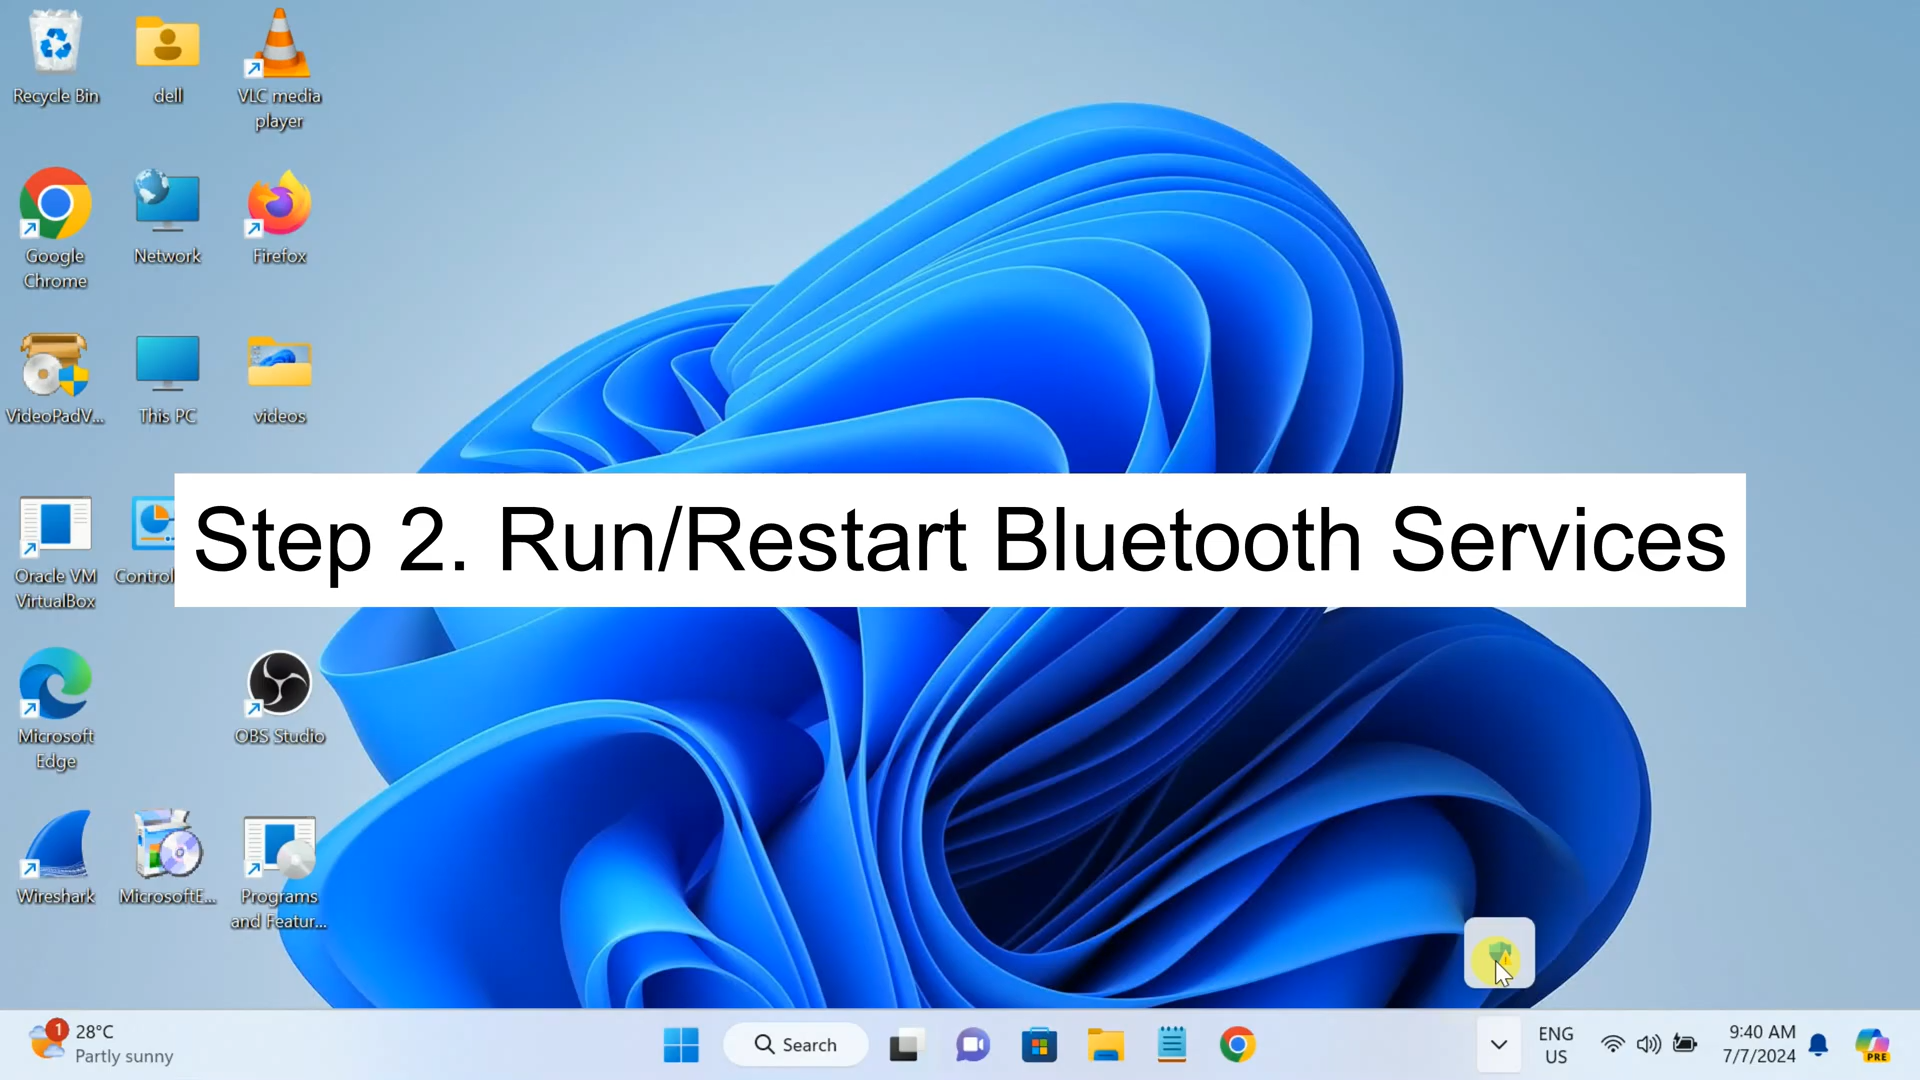 Recycle Bin
dell
VLC media
player
Google
Chrome
Network
Firefox
VideoPadV...
This PC
videos
Step 2. Run/Restart Bluetooth Services
Oracle VM
VirtualBox
Control
Microsoft
Edge
OBS Studio
Wireshark
MicrosoftE...
Programs
and Featur...
1
28°C
Partly sunny
Search
ENG
US
9:40 AM
7/7/2024
PRE